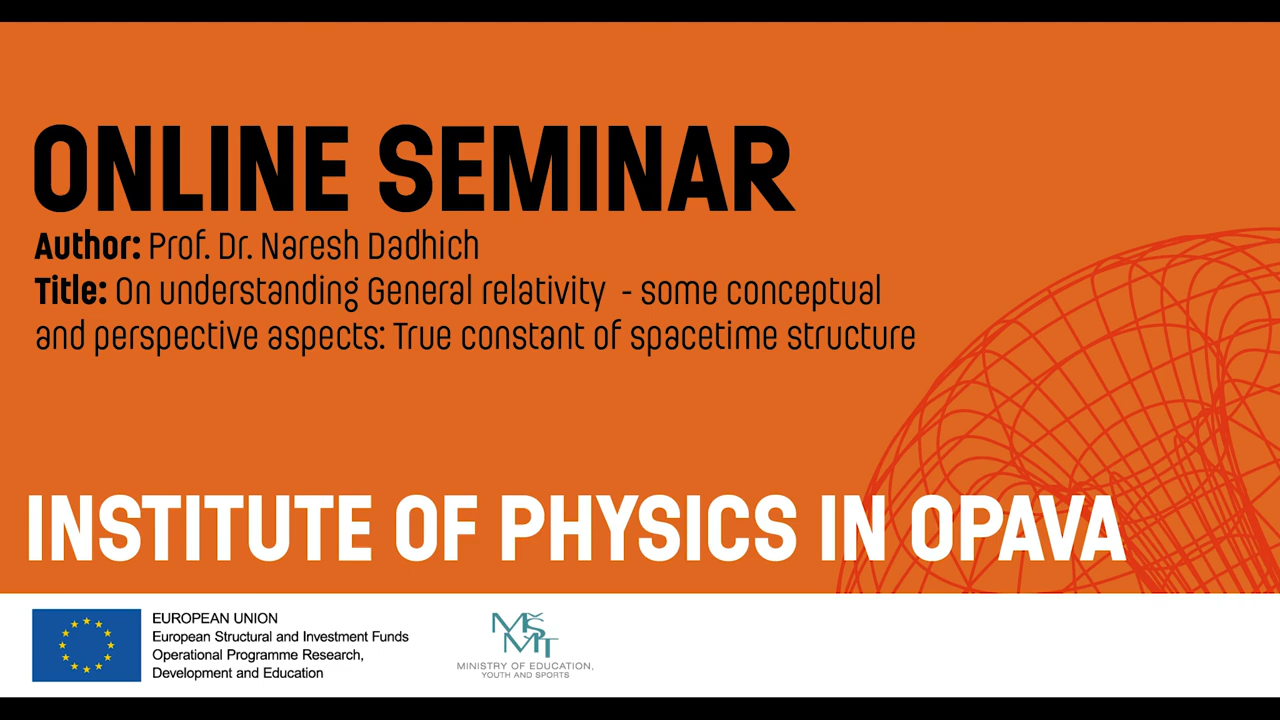 ONLINE SEMINAR
Author: Prof. Dr. Naresh Dadhich
Title: On understanding General relativity - some conceptual
and perspective aspects: True constant of spacetime structure
INSTITUTE OF PHYSICS IN OPAVA
EUROPEAN UNION
European Structural and Investment Funds
Operational Programme Research,
Development and Education
MŠ
MT
MINISTRY OF EDUCATION,
YOUTH AND SPORTS